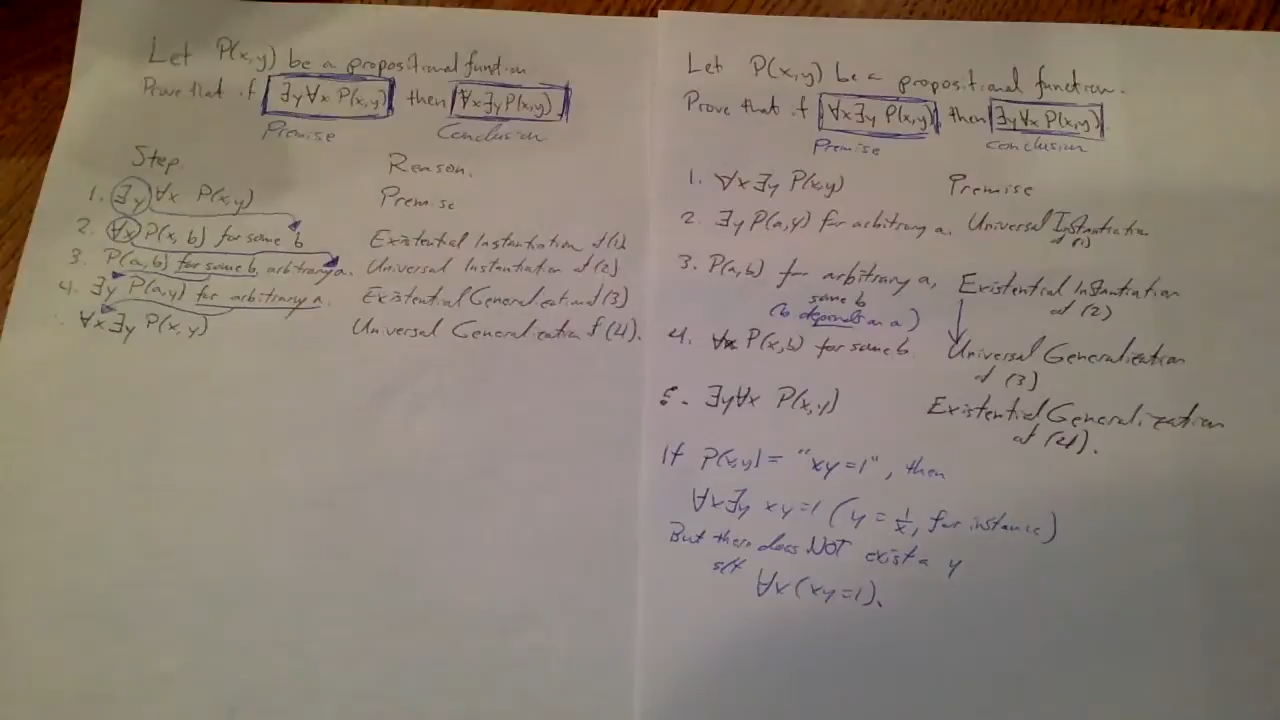 Let P(x,y) be a propositional function
Prove that if ∃y∀x P(x,y) then ∀x∃y P(x,y)
Premise Conclusion
Step Reason.
1. ∃y ∀x P(x,y) Premise
2. ∀x P(x, b) for some b Existential Instantiation of (1)
3. P(a,b) for some b, arbitrary a. Universal Instantiation of (2)
4. ∃y P(a,y) for arbitrary a. Existential Generalization of (3)
∀x∃y P(x,y) Universal Generalization of (4).
Let P(x,y) be a propositional function.
Prove that if ∀x∃y P(x,y), then ∃y∀x P(x,y).
Premise Conclusion
1. ∀x∃y P(x,y) Premise
2. ∃y P(a,y) for arbitrary a. Universal Instantiation
of (1)
3. P(a,b) for arbitrary a, Existential Instantiation
some b of (2)
(b depends on a)
4. ∀x P(x,b) for some b. Universal Generalization
of (3)
5. ∃y∀x P(x,y) Existential Generalization
of (4).
If P(x,y) = "xy=1", then
∀x∃y xy=1 (y = 1/x, for instance)
But there does NOT exist a y
s/t ∀x(xy=1).